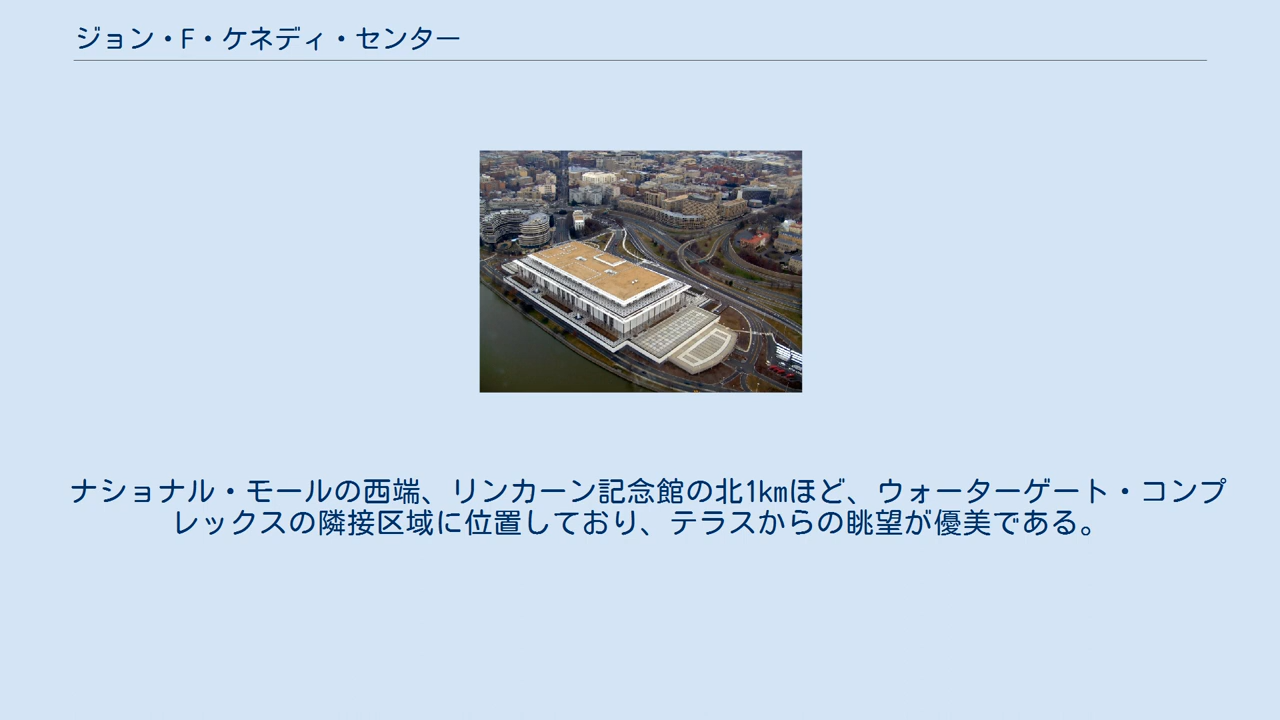 ジョン・F・ケネディ・センター
ナショナル・モールの西端、リンカーン記念館の北1kmほど、ウォーターゲート・コンプ
レックスの隣接区域に位置しており、テラスからの眺望が優美である。